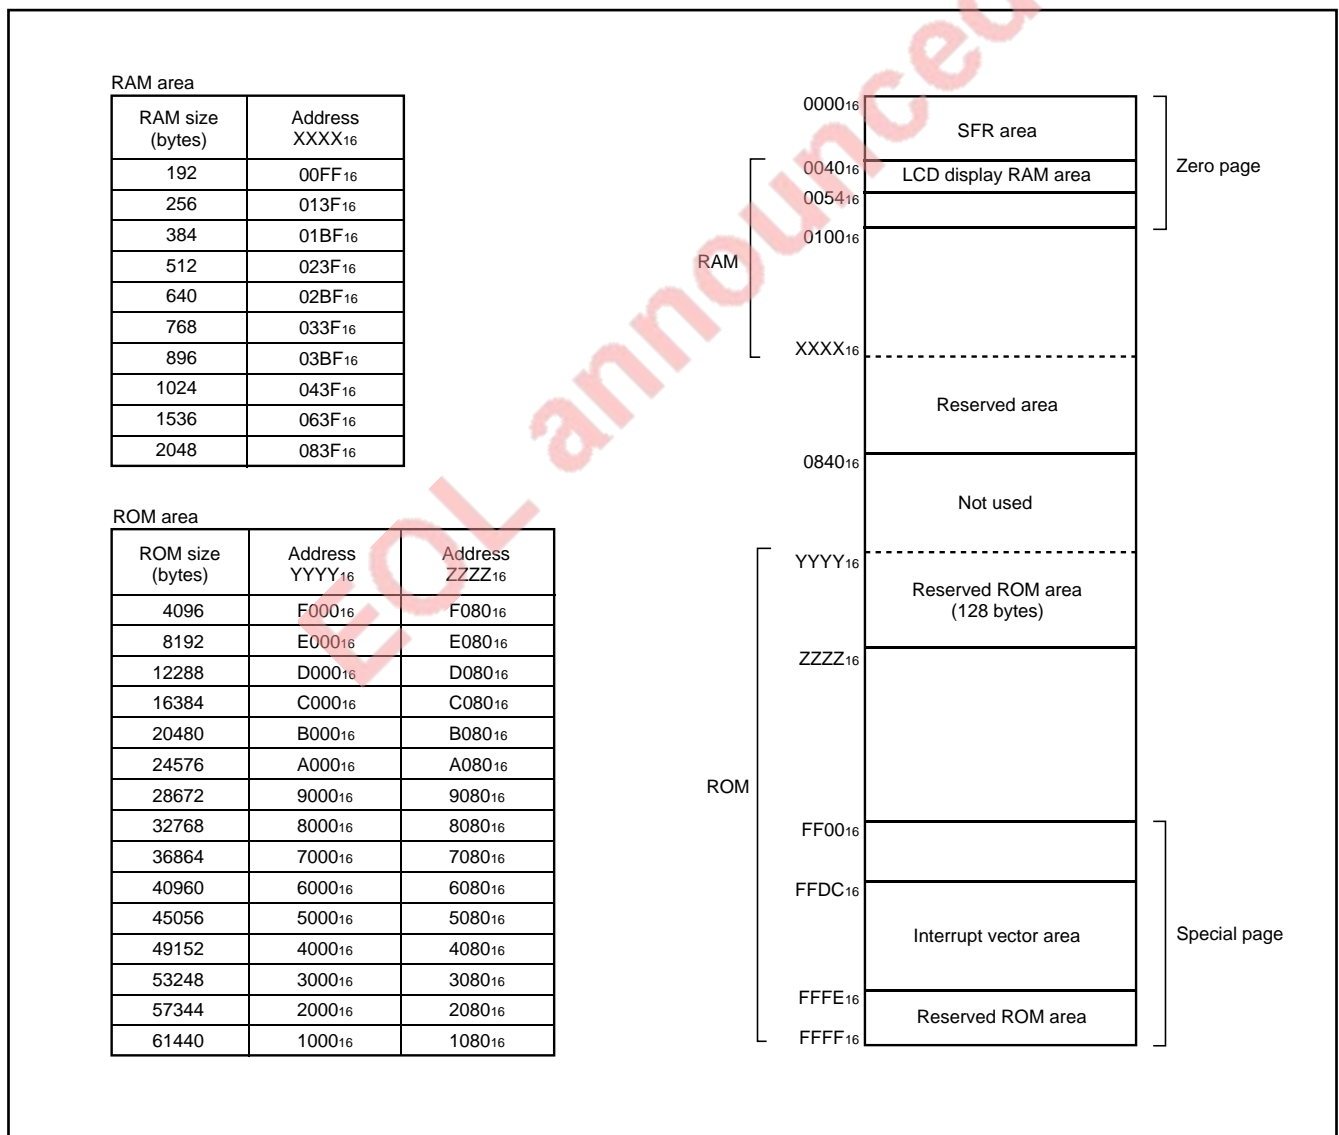 RAM area
RAM size (bytes) Address XXXX16
192 00FF16
256 013F16
384 01BF16
512 023F16
640 02BF16
768 033F16
896 03BF16
1024 043F16
1536 063F16
2048 083F16
ROM area
ROM size (bytes) Address YYYY16 Address ZZZZ16
4096 F00016 F08016
8192 E00016 E08016
12288 D00016 D08016
16384 C00016 C08016
20480 B00016 B08016
24576 A00016 A08016
28672 900016 908016
32768 800016 808016
36864 700016 708016
40960 600016 608016
45056 500016 508016
49152 400016 408016
53248 300016 308016
57344 200016 208016
61440 100016 108016
000016
SFR area
004016
LCD display RAM area
Zero page
005416
010016
RAM
XXXX16
Reserved area
084016
Not used
YYYY16
Reserved ROM area
(128 bytes)
ZZZZ16
ROM
FF0016
FFDC16
Interrupt vector area
Special page
FFFE16
Reserved ROM area
FFFF16
EOL announced